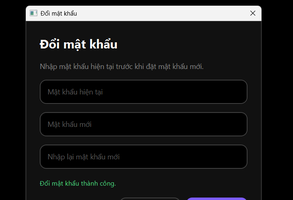 Đổi mật khẩu
Đổi mật khẩu
Nhập mật khẩu hiện tại trước khi đặt mật khẩu mới.
Mật khẩu hiện tại
Mật khẩu mới
Nhập lại mật khẩu mới
Đổi mật khẩu thành công.